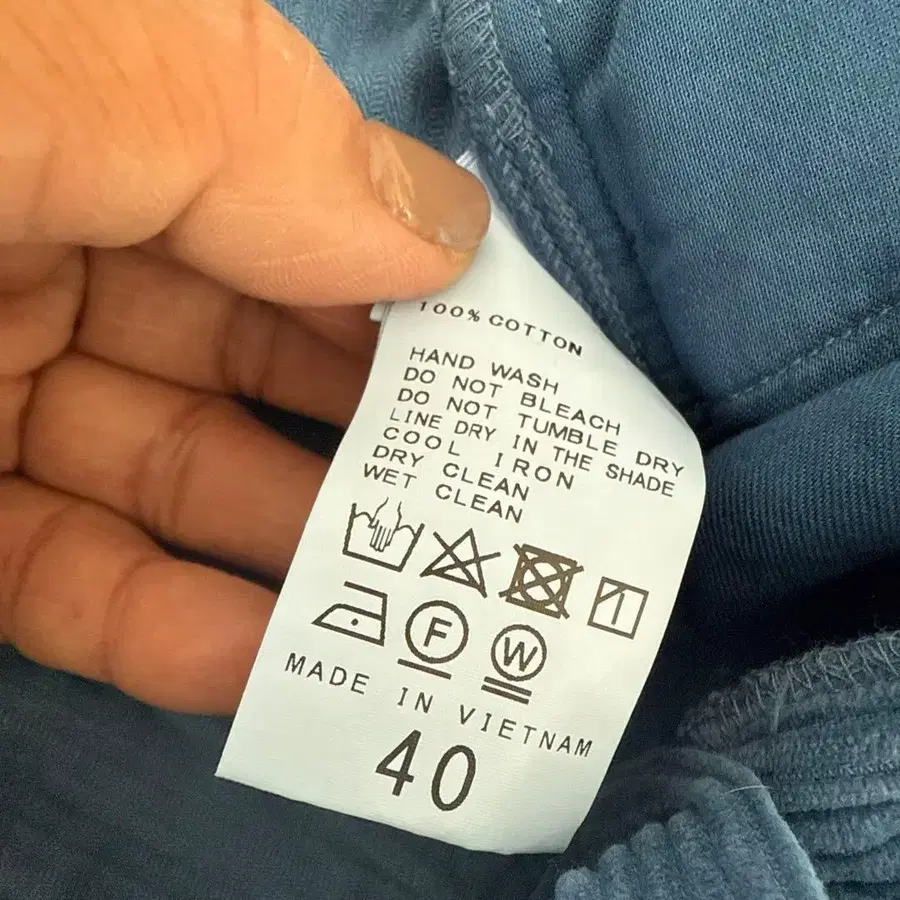 100% COTTON
HAND WASH
DO NOT BLEACH
DO NOT TUMBLE DRY
LINE DRY IN THE SHADE
COOL IRON
DRY CLEAN
WET CLEAN
F W
MADE IN VIETNAM
40